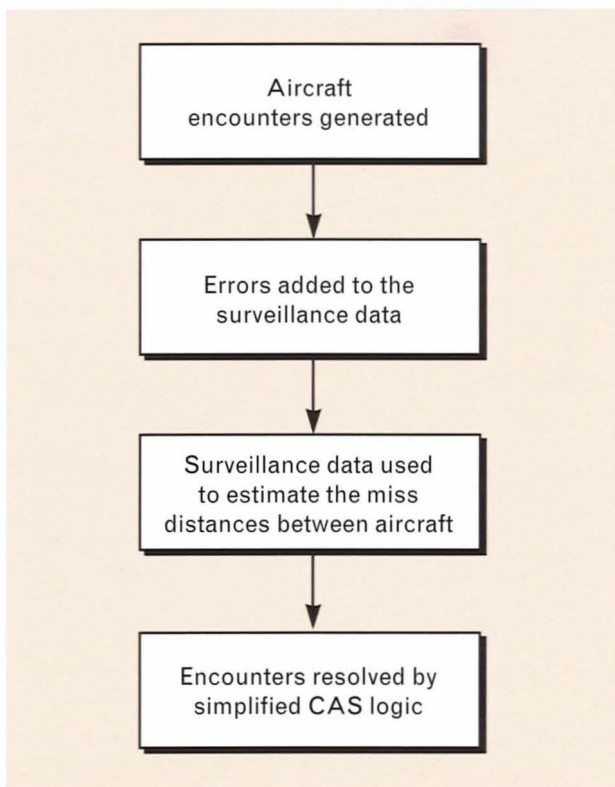 Aircraft
encounters generated
Errors added to the
surveillance data
Surveillance data used
to estimate the miss
distances between aircraft
Encounters resolved by
simplified CAS logic